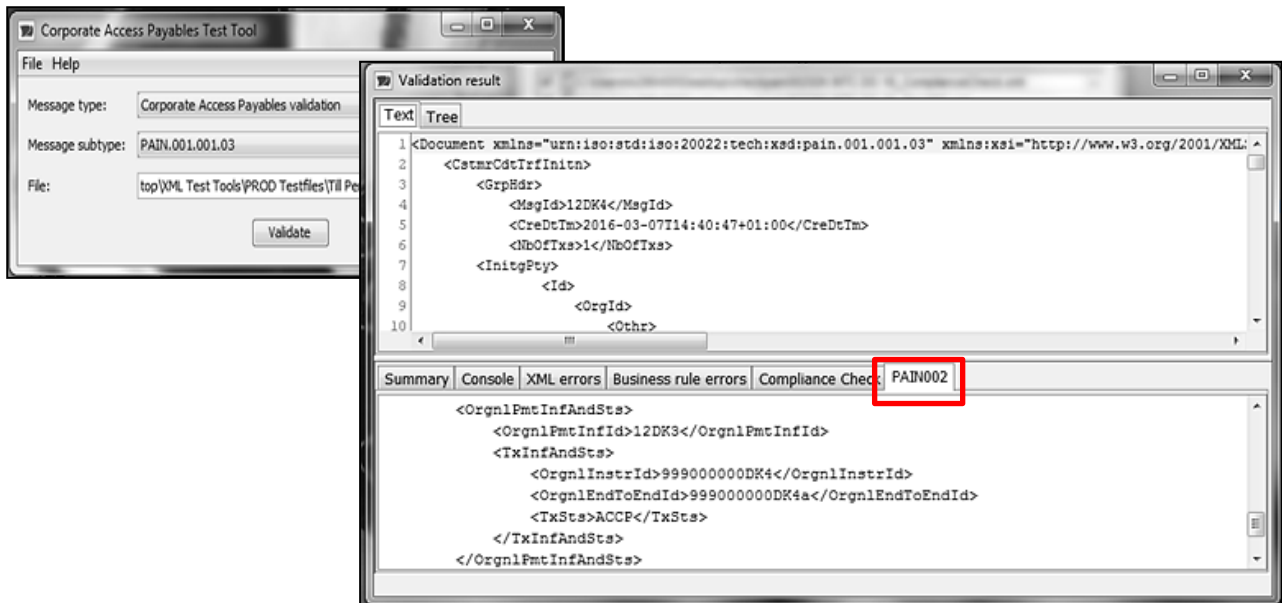 Corporate Access Payables Test Tool
File Help
Message type: Corporate Access Payables validation
Message subtype: PAIN.001.001.03
File: top\XML Test Tools\PROD Testfiles\Till
Validate
Validation result
Text Tree
1 <Document xmlns="urn:iso:std:iso:20022:tech:xsd:pain.001.001.03" xmlns:xsi="http://www.w3.org/2001/XML
2 <CstmrCdtTrfInitn>
3 <GrpHdr>
4 <MsgId>12DK4</MsgId>
5 <CreDtTm>2016-03-07T14:40:47+01:00</CreDtTm>
6 <NbOfTxs>1</NbOfTxs>
7 <InitgPty>
8 <Id>
9 <OrgId>
10 <Othr>
Summary Console XML errors Business rule errors Compliance Check PAIN002
<OrgnlPmtInfAndSts>
<OrgnlPmtInfId>12DK3</OrgnlPmtInfId>
<TxInfAndSts>
<OrgnlInstrId>999000000DK4</OrgnlInstrId>
<OrgnlEndToEndId>999000000DK4a</OrgnlEndToEndId>
<TxSts>ACCP</TxSts>
</TxInfAndSts>
</OrgnlPmtInfAndSts>